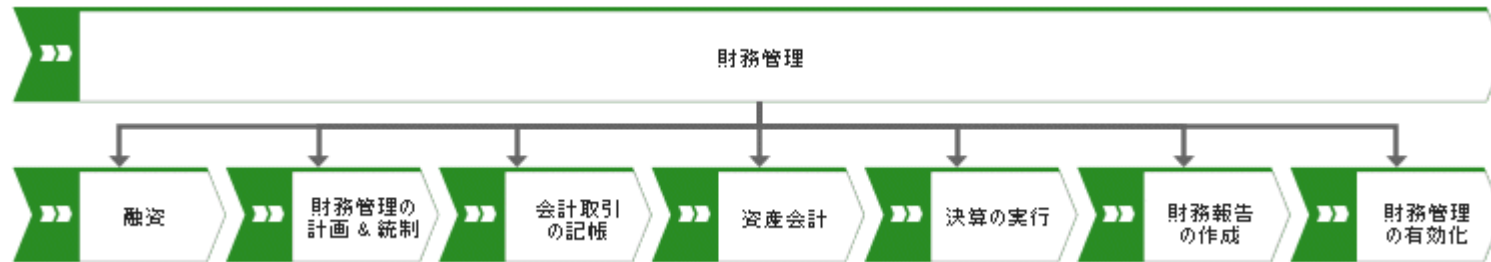 財務管理
融資
財務管理の
計画 & 統制
会計取引
の記帳
資産会計
決算の実行
財務報告
の作成
財務管理
の有効化